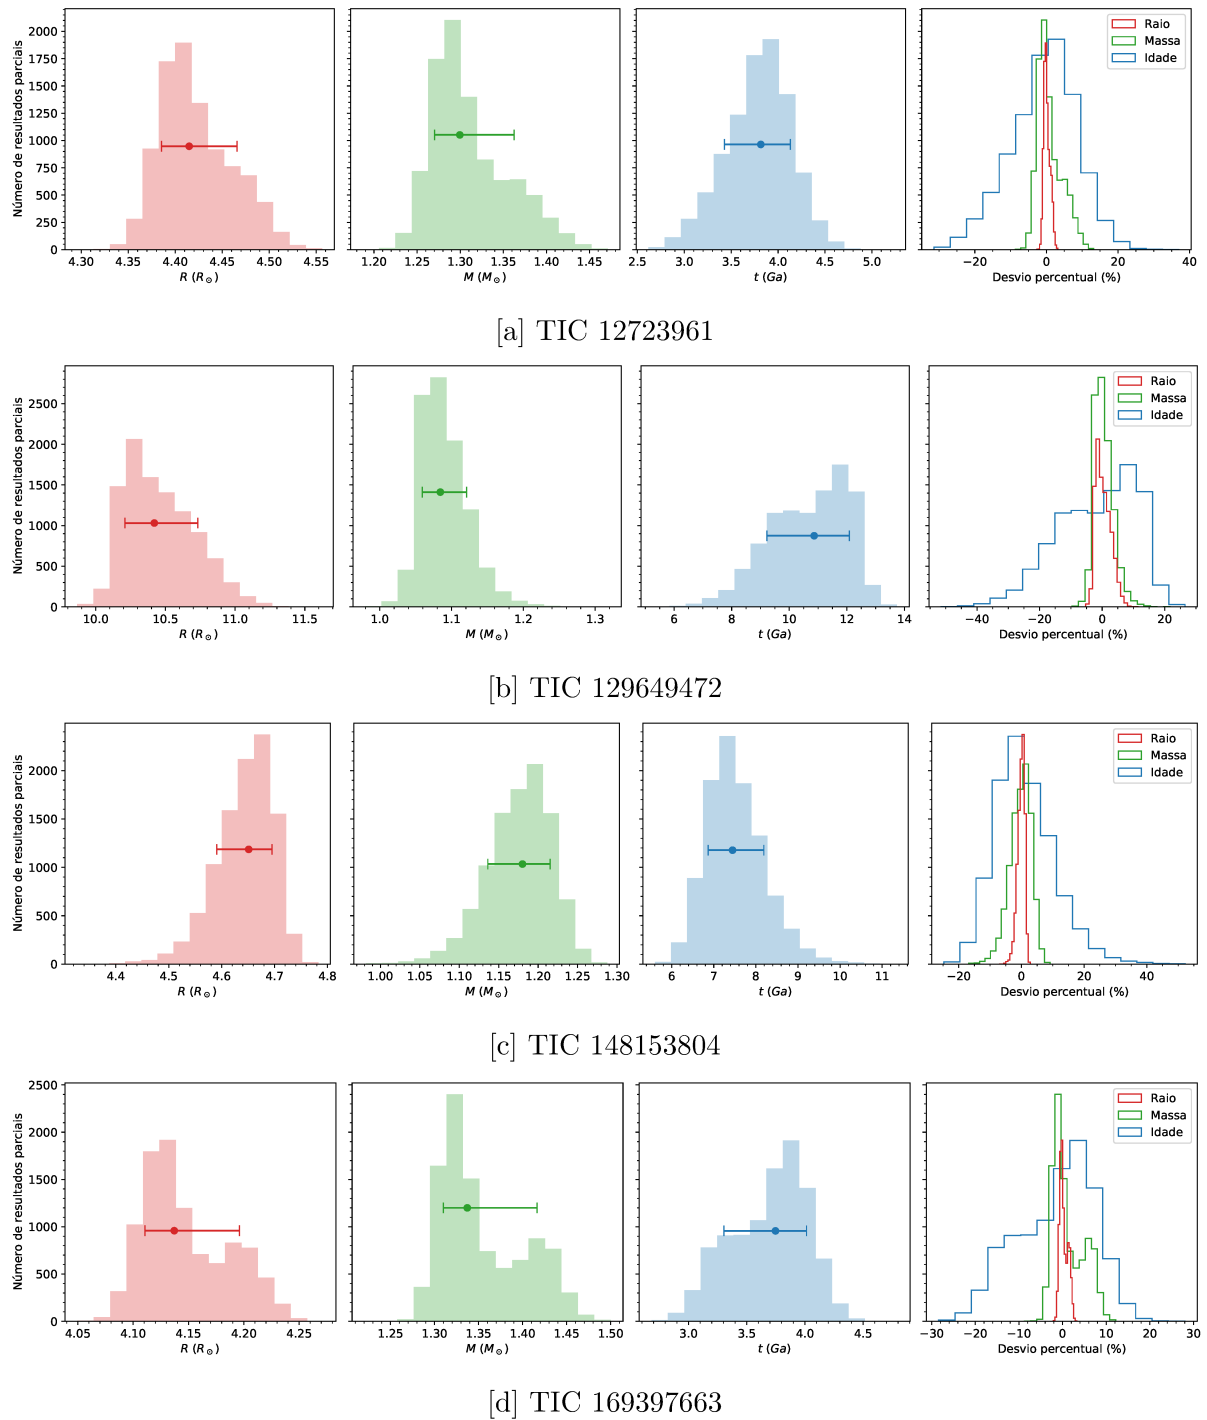 Número de resultados parciais
2000
1750
1500
1250
1000
750
500
250
0
4.30 4.35 4.40 4.45 4.50 4.55
R (R⊙)
1.20 1.25 1.30 1.35 1.40 1.45
M (M⊙)
2.5 3.0 3.5 4.0 4.5 5.0
t (Ga)
Raio
Massa
Idade
−20 0 20 40
Desvio percentual (%)
[a] TIC 12723961
Número de resultados parciais
2500
2000
1500
1000
500
0
10.0 10.5 11.0 11.5
R (R⊙)
1.0 1.1 1.2 1.3
M (M⊙)
6 8 10 12 14
t (Ga)
Raio
Massa
Idade
−40 −20 0 20
Desvio percentual (%)
[b] TIC 129649472
Número de resultados parciais
2000
1500
1000
500
0
4.4 4.5 4.6 4.7 4.8
R (R⊙)
1.00 1.05 1.10 1.15 1.20 1.25 1.30
M (M⊙)
6 7 8 9 10 11
t (Ga)
Raio
Massa
Idade
−20 0 20 40
Desvio percentual (%)
[c] TIC 148153804
Número de resultados parciais
2500
2000
1500
1000
500
0
4.05 4.10 4.15 4.20 4.25
R (R⊙)
1.25 1.30 1.35 1.40 1.45 1.50
M (M⊙)
3.0 3.5 4.0 4.5
t (Ga)
Raio
Massa
Idade
−30 −20 −10 0 10 20 30
Desvio percentual (%)
[d] TIC 169397663